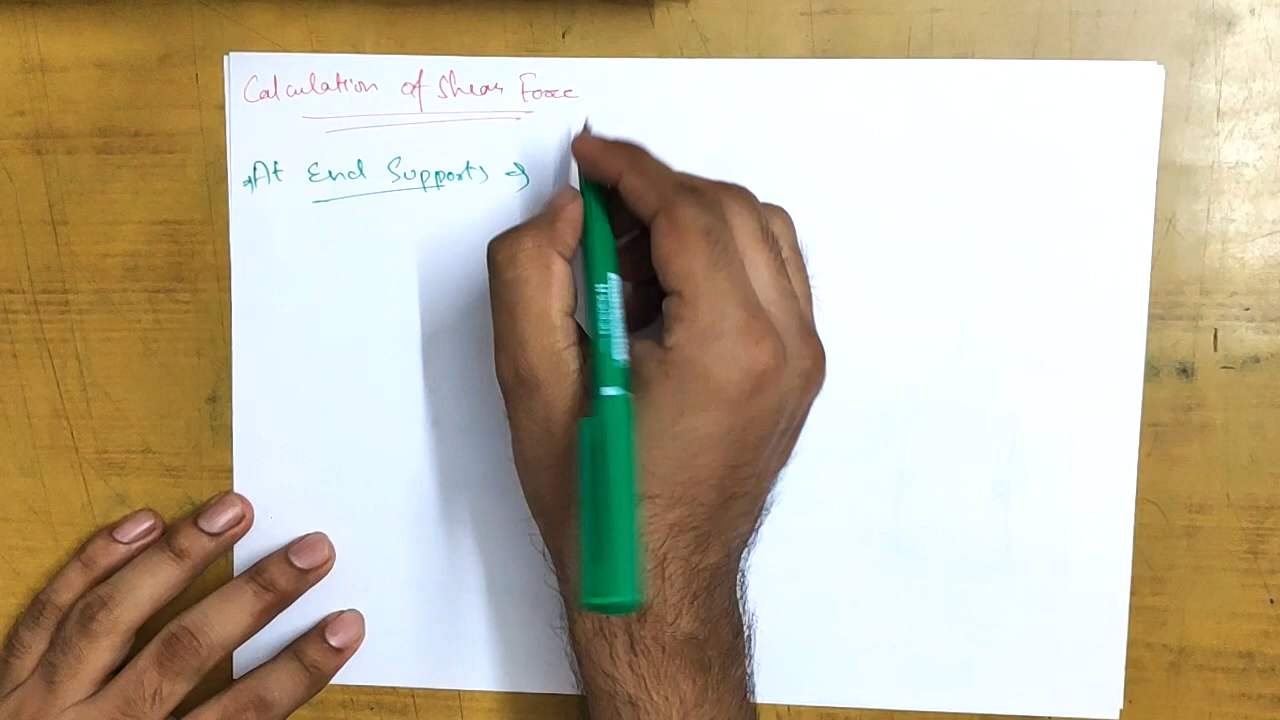 Calculation of Shear Force
→At End Supports →